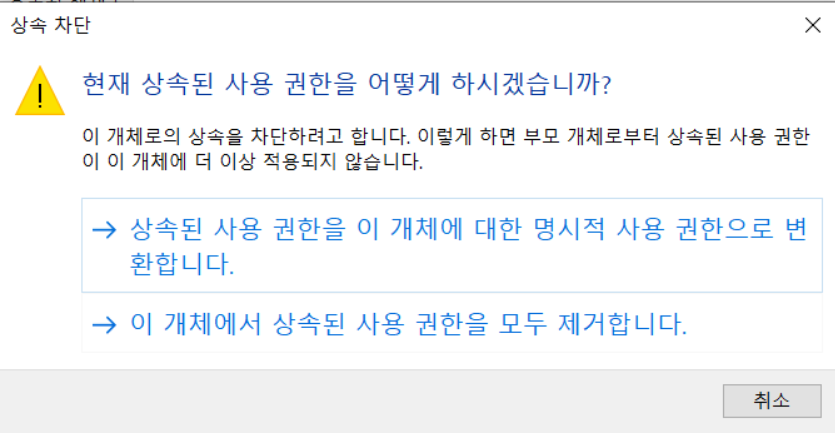 상속 차단
현재 상속된 사용 권한을 어떻게 하시겠습니까?
이 개체로의 상속을 차단하려고 합니다. 이렇게 하면 부모 개체로부터 상속된 사용 권한
이 이 개체에 더 이상 적용되지 않습니다.
→ 상속된 사용 권한을 이 개체에 대한 명시적 사용 권한으로 변
환합니다.
→ 이 개체에서 상속된 사용 권한을 모두 제거합니다.
취소